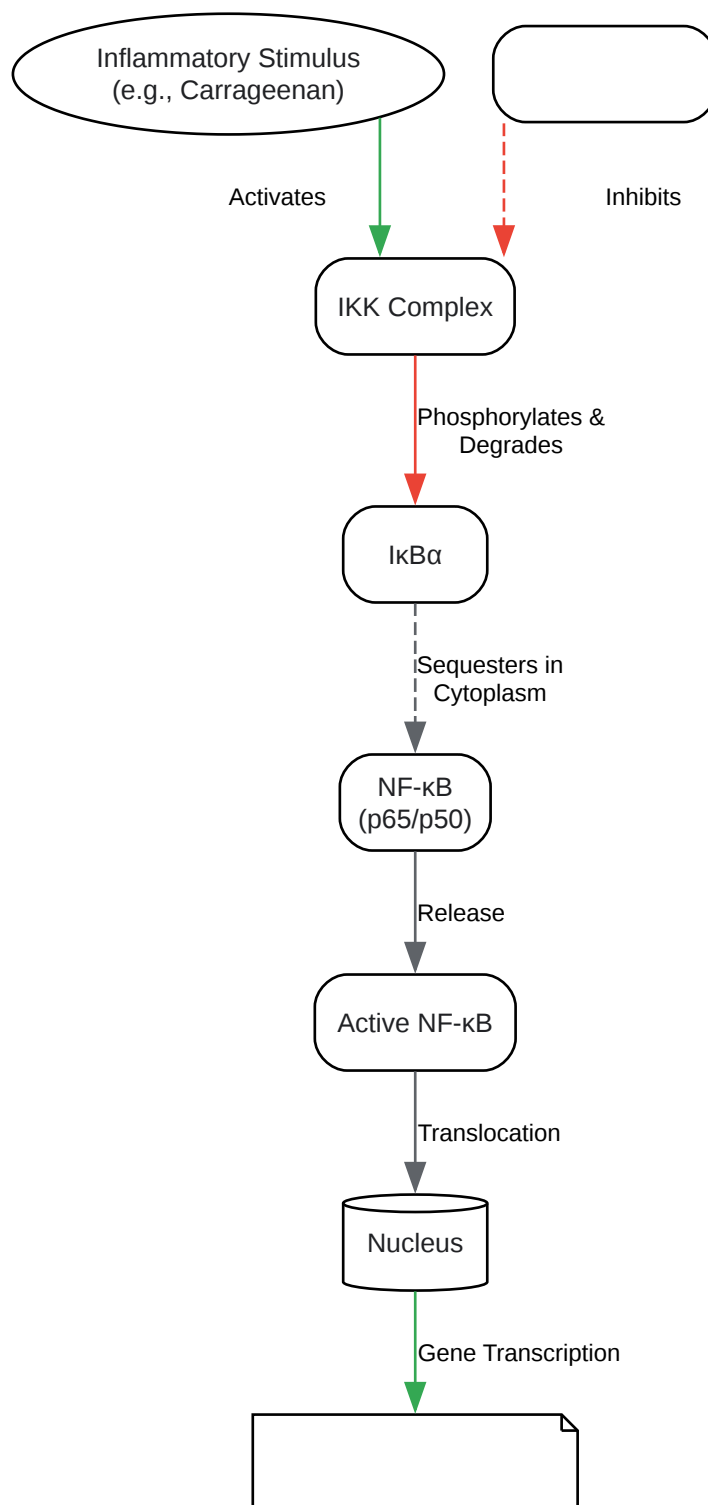 Inflammatory Stimulus
(e.g., Carrageenan)
Activates
Inhibits
IKK Complex
Phosphorylates &
Degrades
IκBα
Sequesters in
Cytoplasm
NF-κB
(p65/p50)
Release
Active NF-κB
Translocation
Nucleus
Gene Transcription